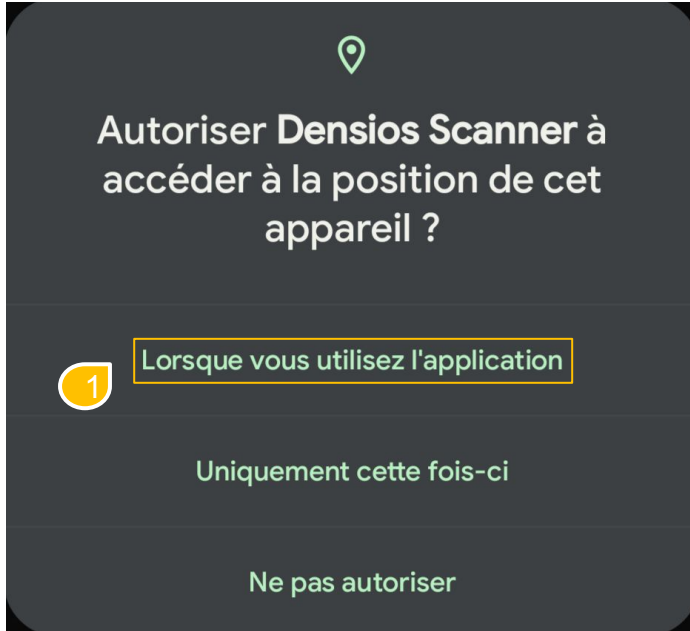 Autoriser Densios Scanner à
accéder à la position de cet
appareil ?
Lorsque vous utilisez l'application
1
Uniquement cette fois-ci
Ne pas autoriser